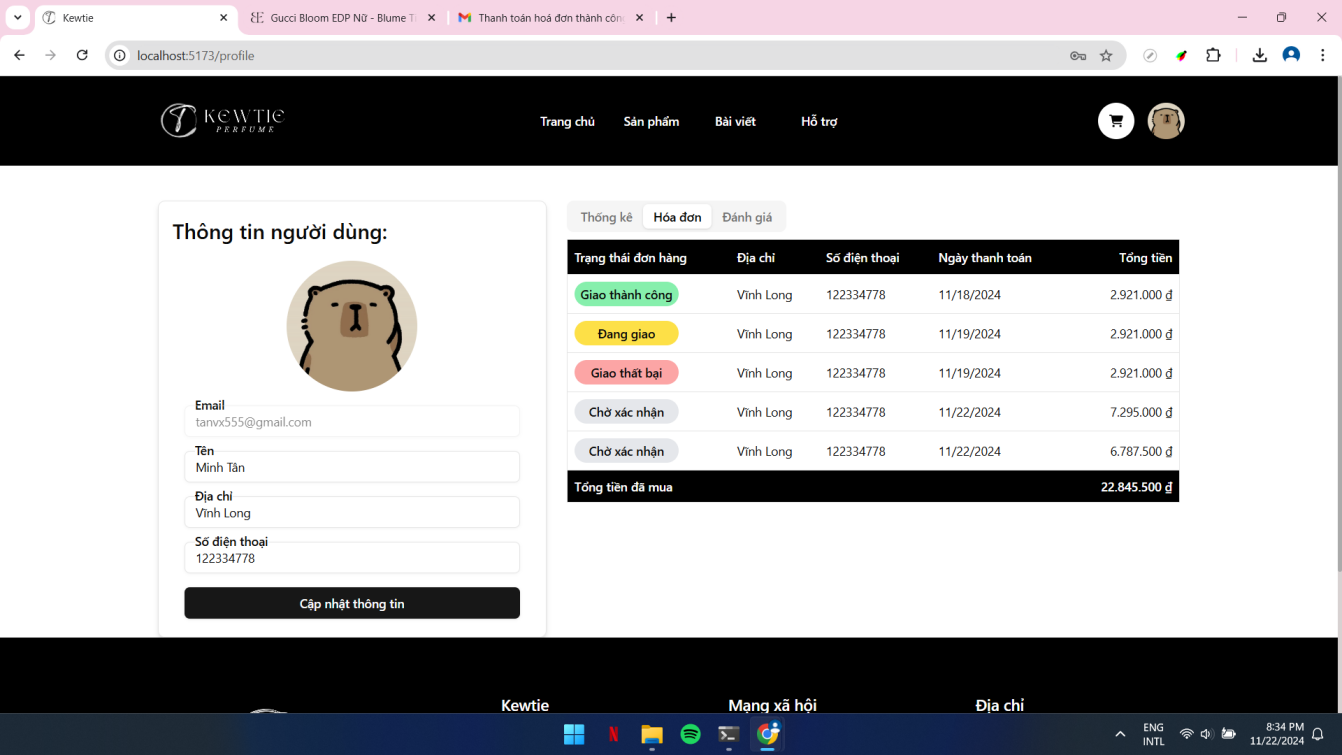 Kewtie
Gucci Bloom EDP Nữ - Blume Ti
Thanh toán hoá đơn thành côn
localhost:5173/profile
KEWTIE
PERFUME
Trang chủ
Sản phẩm
Bài viết
Hỗ trợ
Thông tin người dùng:
Email
tanvx555@gmail.com
Tên
Minh Tân
Địa chỉ
Vĩnh Long
Số điện thoại
122334778
Cập nhật thông tin
Thống kê Hóa đơn Đánh giá
Trạng thái đơn hàng Địa chỉ Số điện thoại Ngày thanh toán Tổng tiền
Giao thành công Vĩnh Long 122334778 11/18/2024 2.921.000 ₫
Đang giao Vĩnh Long 122334778 11/19/2024 2.921.000 ₫
Giao thất bại Vĩnh Long 122334778 11/19/2024 2.921.000 ₫
Chờ xác nhận Vĩnh Long 122334778 11/22/2024 7.295.000 ₫
Chờ xác nhận Vĩnh Long 122334778 11/22/2024 6.787.500 ₫
Tổng tiền đã mua 22.845.500 ₫
Kewtie
Mạng xã hội
Địa chỉ
ENG
INTL
8:34 PM
11/22/2024